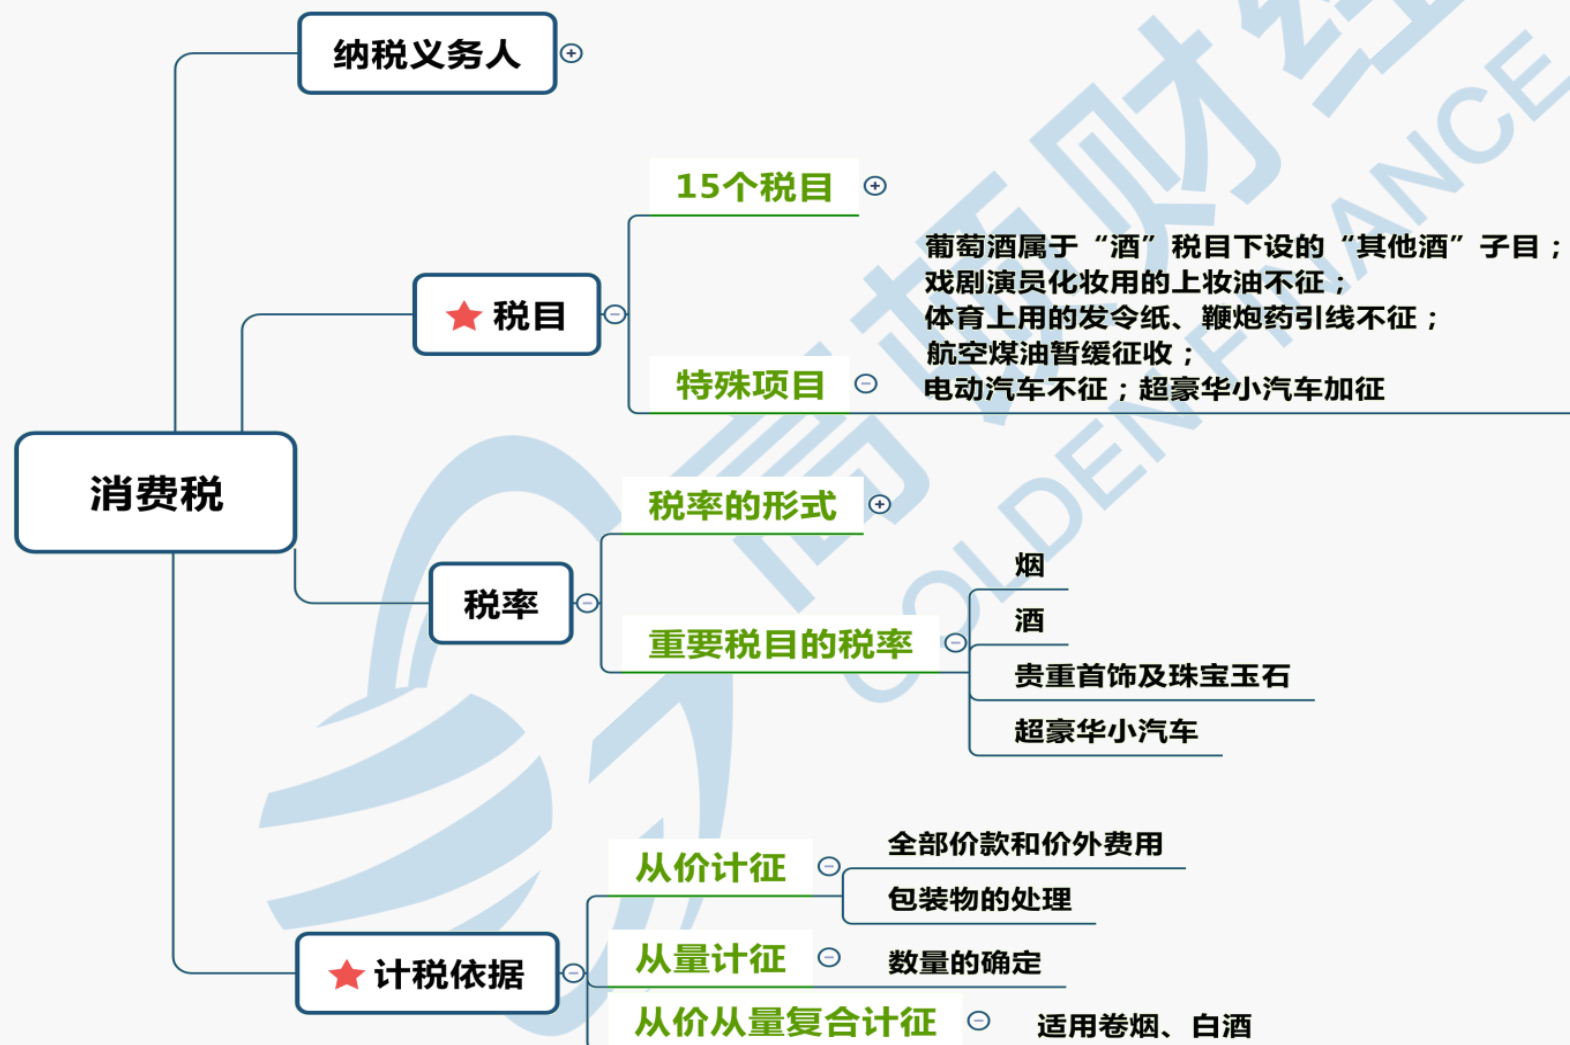 纳税义务人
15个税目
葡萄酒属于“酒”税目下设的“其他酒”子目；
戏剧演员化妆用的上妆油不征；
体育上用的发令纸、鞭炮药引线不征；
航空煤油暂缓征收；
电动汽车不征；超豪华小汽车加征
税目
特殊项目
消费税
税率的形式
税率
重要税目的税率
烟
酒
贵重首饰及珠宝玉石
超豪华小汽车
从价计征
全部价款和价外费用
包装物的处理
计税依据
从量计征
数量的确定
从价从量复合计征
适用卷烟、白酒
高顿财经
GOLDEN FINANCE